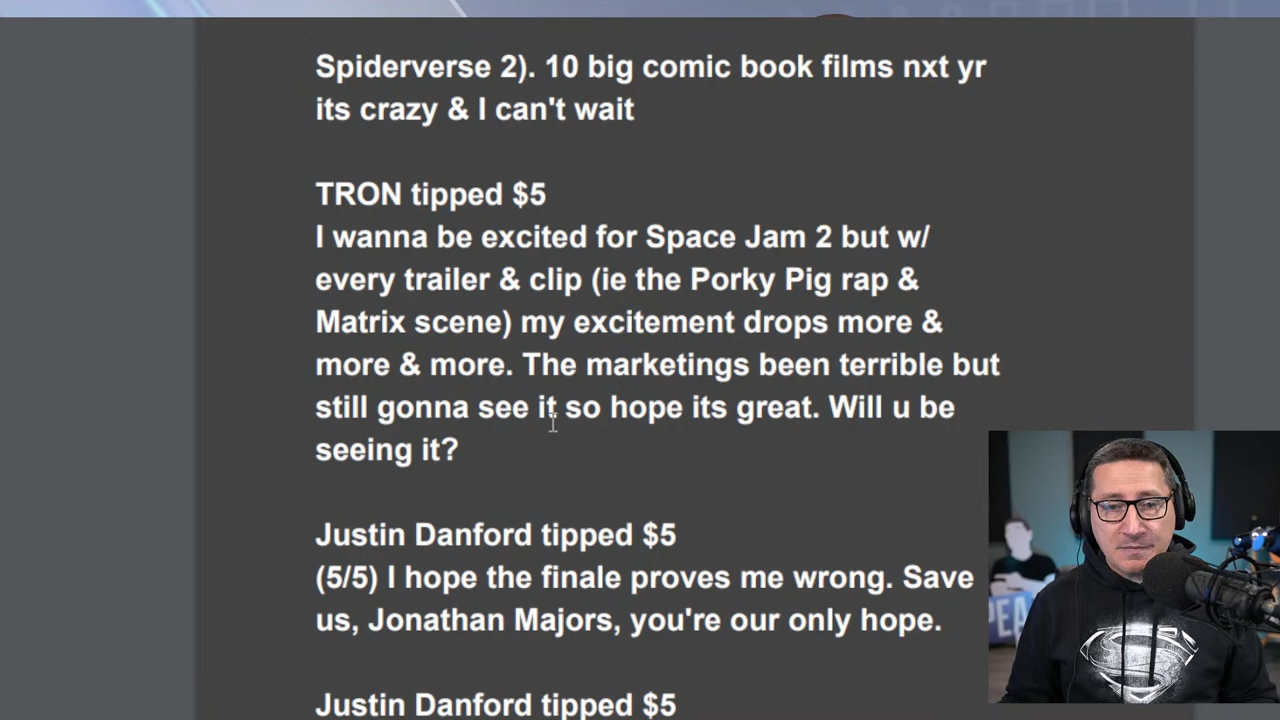 Spiderverse 2). 10 big comic book films nxt yr
its crazy & I can't wait
TRON tipped $5
I wanna be excited for Space Jam 2 but w/
every trailer & clip (ie the Porky Pig rap &
Matrix scene) my excitement drops more &
more & more. The marketings been terrible but
still gonna see it so hope its great. Will u be
seeing it?
Justin Danford tipped $5
(5/5) I hope the finale proves me wrong. Save
us, Jonathan Majors, you're our only hope.
Justin Danford tipped $5